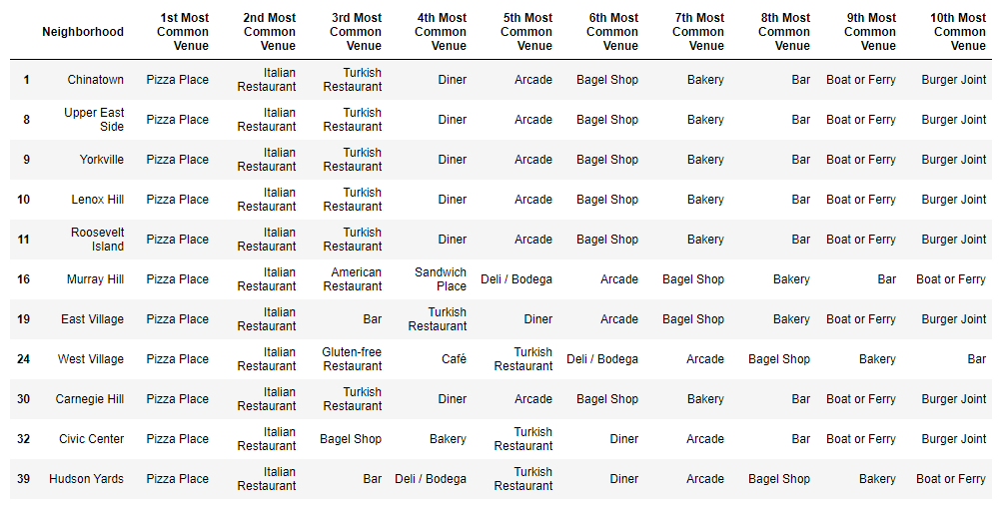 Neighborhood 1st Most Common Venue 2nd Most Common Venue 3rd Most Common Venue 4th Most Common Venue 5th Most Common Venue 6th Most Common Venue 7th Most Common Venue 8th Most Common Venue 9th Most Common Venue 10th Most Common Venue
1 Chinatown Pizza Place Italian Restaurant Turkish Restaurant Diner Arcade Bagel Shop Bakery Bar Boat or Ferry Burger Joint
8 Upper East Side Pizza Place Italian Restaurant Turkish Restaurant Diner Arcade Bagel Shop Bakery Bar Boat or Ferry Burger Joint
9 Yorkville Pizza Place Italian Restaurant Turkish Restaurant Diner Arcade Bagel Shop Bakery Bar Boat or Ferry Burger Joint
10 Lenox Hill Pizza Place Italian Restaurant Turkish Restaurant Diner Arcade Bagel Shop Bakery Bar Boat or Ferry Burger Joint
11 Roosevelt Island Pizza Place Italian Restaurant Turkish Restaurant Diner Arcade Bagel Shop Bakery Bar Boat or Ferry Burger Joint
16 Murray Hill Pizza Place Italian Restaurant American Restaurant Sandwich Place Deli / Bodega Arcade Bagel Shop Bakery Bar Boat or Ferry
19 East Village Pizza Place Italian Restaurant Bar Turkish Restaurant Diner Arcade Bagel Shop Bakery Boat or Ferry Burger Joint
24 West Village Pizza Place Italian Restaurant Gluten-free Restaurant Café Turkish Restaurant Deli / Bodega Arcade Bagel Shop Bakery Bar
30 Carnegie Hill Pizza Place Italian Restaurant Turkish Restaurant Diner Arcade Bagel Shop Bakery Bar Boat or Ferry Burger Joint
32 Civic Center Pizza Place Italian Restaurant Bagel Shop Bakery Turkish Restaurant Diner Arcade Bar Boat or Ferry Burger Joint
39 Hudson Yards Pizza Place Italian Restaurant Bar Deli / Bodega Turkish Restaurant Diner Arcade Bagel Shop Bakery Boat or Ferry